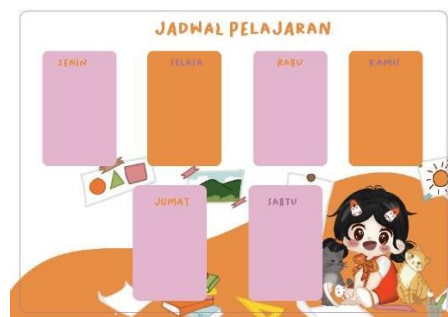 JADWAL PELAJARAN
SENIN
SELASA
RABU
KAMIS
JUMAT
SABTU